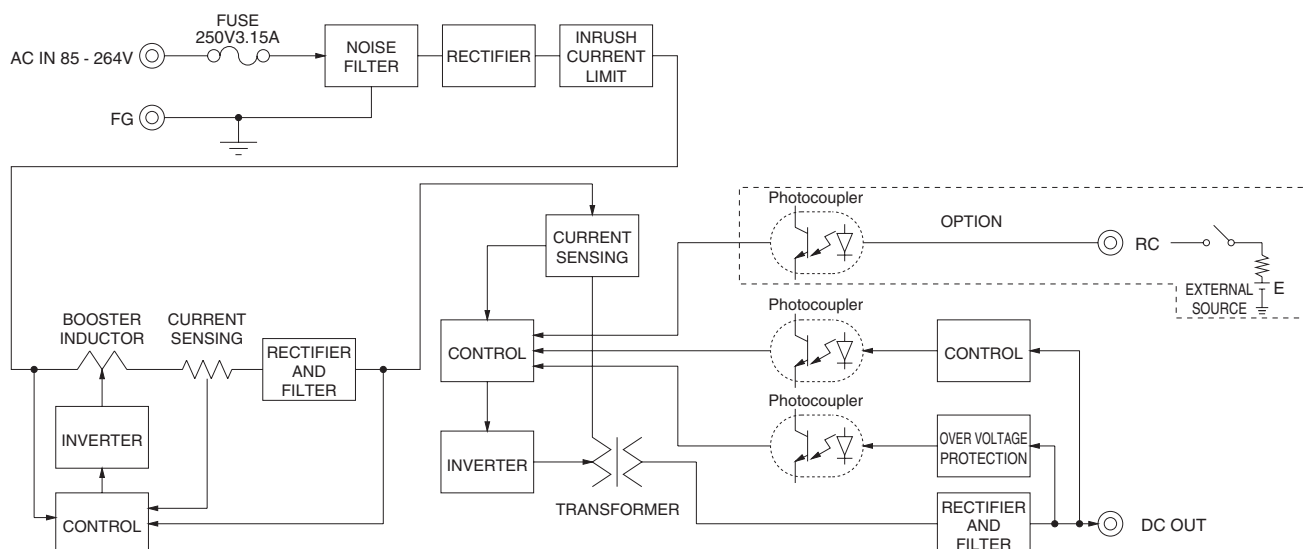 FUSE
250V3.15A
AC IN 85 - 264V
NOISE
FILTER
RECTIFIER
INRUSH
CURRENT
LIMIT
FG
Photocoupler
OPTION
RC
CURRENT
SENSING
E
EXTERNAL
SOURCE
Photocoupler
BOOSTER
INDUCTOR
CURRENT
SENSING
RECTIFIER
AND
FILTER
CONTROL
CONTROL
Photocoupler
INVERTER
INVERTER
OVER VOLTAGE
PROTECTION
TRANSFORMER
CONTROL
RECTIFIER
AND
FILTER
DC OUT